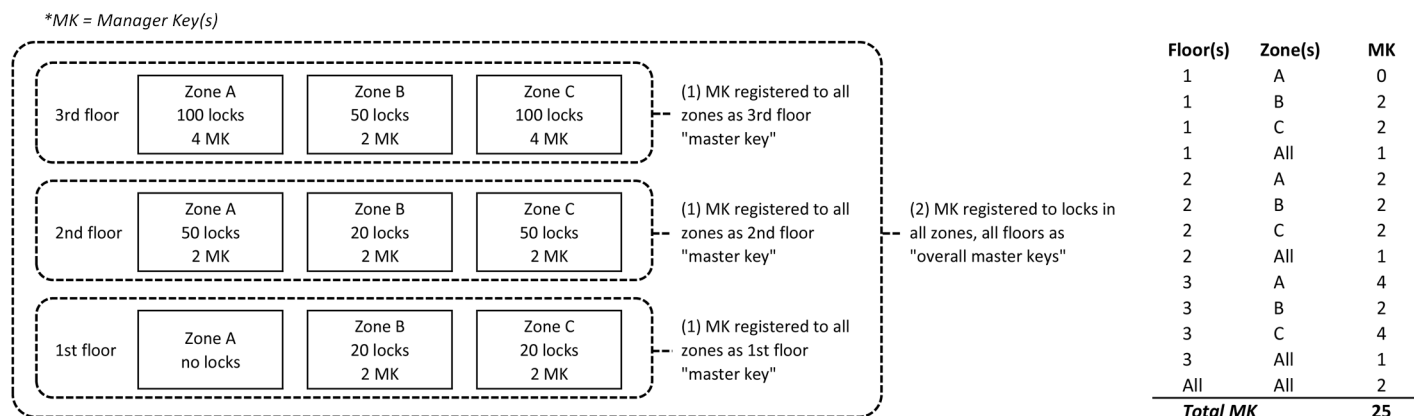 *MK = Manager Key(s)
3rd floor
Zone A
100 locks
4 MK
Zone B
50 locks
2 MK
Zone C
100 locks
4 MK
(1) MK registered to all
zones as 3rd floor
"master key"
2nd floor
Zone A
50 locks
2 MK
Zone B
20 locks
2 MK
Zone C
50 locks
2 MK
(1) MK registered to all
zones as 2nd floor
"master key"
1st floor
Zone A
no locks
Zone B
20 locks
2 MK
Zone C
20 locks
2 MK
(1) MK registered to all
zones as 1st floor
"master key"
(2) MK registered to locks in
all zones, all floors as
"overall master keys"
Floor(s) Zone(s) MK
1 A 0
1 B 2
1 C 2
1 All 1
2 A 2
2 B 2
2 C 2
2 All 1
3 A 4
3 B 2
3 C 4
3 All 1
All All 2
Total MK 25